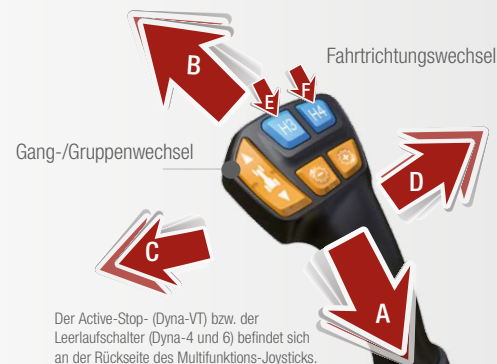 B
Fahrtrichtungswechsel
E
F
H3
H4
Gang-/Gruppenwechsel
D
C
A
Der Active-Stop- (Dyna-VT) bzw. der
Leerlaufschalter (Dyna-4 und 6) befindet sich
an der Rückseite des Multifunktions-Joysticks.